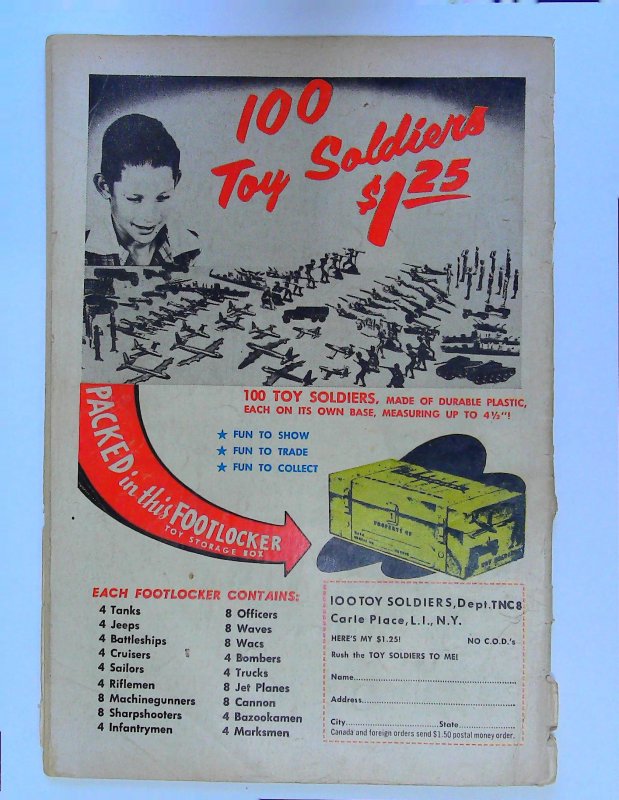 100
Toy Soldiers
$1.25
100 TOY SOLDIERS, MADE OF DURABLE PLASTIC,
EACH ON ITS OWN BASE, MEASURING UP TO 4½"!
★ FUN TO SHOW
★ FUN TO TRADE
★ FUN TO COLLECT
PACKED in this FOOTLOCKER
TOY STORAGE BOX
PROPERTY OF
TOY SOLDIERS
EACH FOOTLOCKER CONTAINS:
4 Tanks
4 Jeeps
4 Battleships
4 Cruisers
4 Sailors
4 Riflemen
8 Machinegunners
8 Sharpshooters
4 Infantrymen
8 Officers
8 Waves
8 Wacs
4 Bombers
4 Trucks
8 Jet Planes
8 Cannon
4 Bazookamen
4 Marksmen
100 TOY SOLDIERS, Dept. TNC8
Carle Place, L.I., N.Y.
HERE'S MY $1.25! NO C.O.D.'s
Rush the TOY SOLDIERS TO ME!
Name
Address
City State
Canada and foreign orders send $1.50 postal money order.